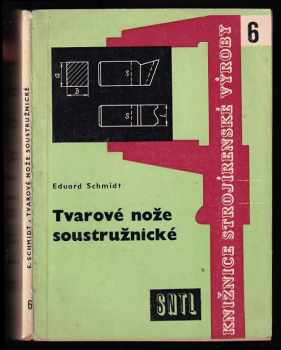 E. SCHMIDT • TVAROVÉ NOŽE SOUSTRUŽNICKÉ
6
6
KNIŽNICE STROJÍRENSKÉ VÝROBY
S
S
Eduard Schmidt
Tvarové nože
soustružnické
SNTL